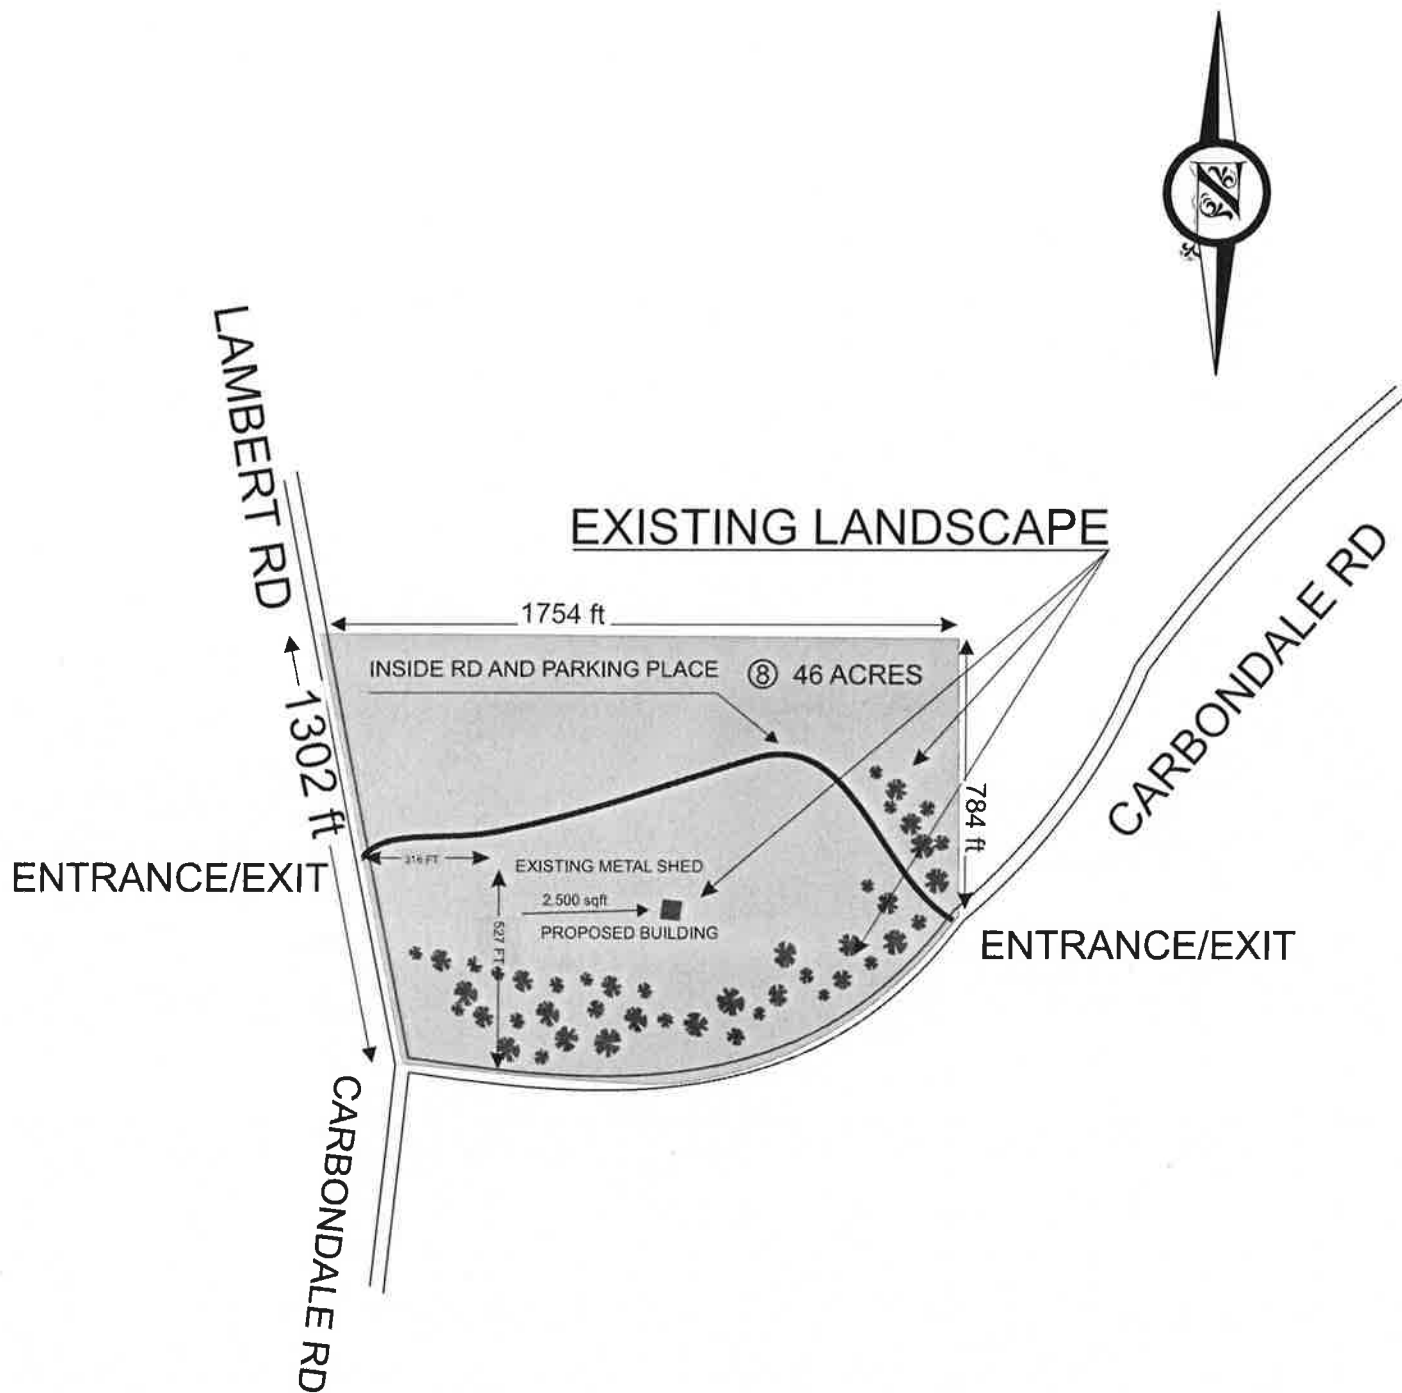 N
LAMBERT RD
EXISTING LANDSCAPE
CARBONDALE RD
1754 ft
INSIDE RD AND PARKING PLACE
8 46 ACRES
1302 ft
784 ft
EXISTING METAL SHED
ENTRANCE/EXIT
2.500 sqft
527 FT
PROPOSED BUILDING
ENTRANCE/EXIT
CARBONDALE RD